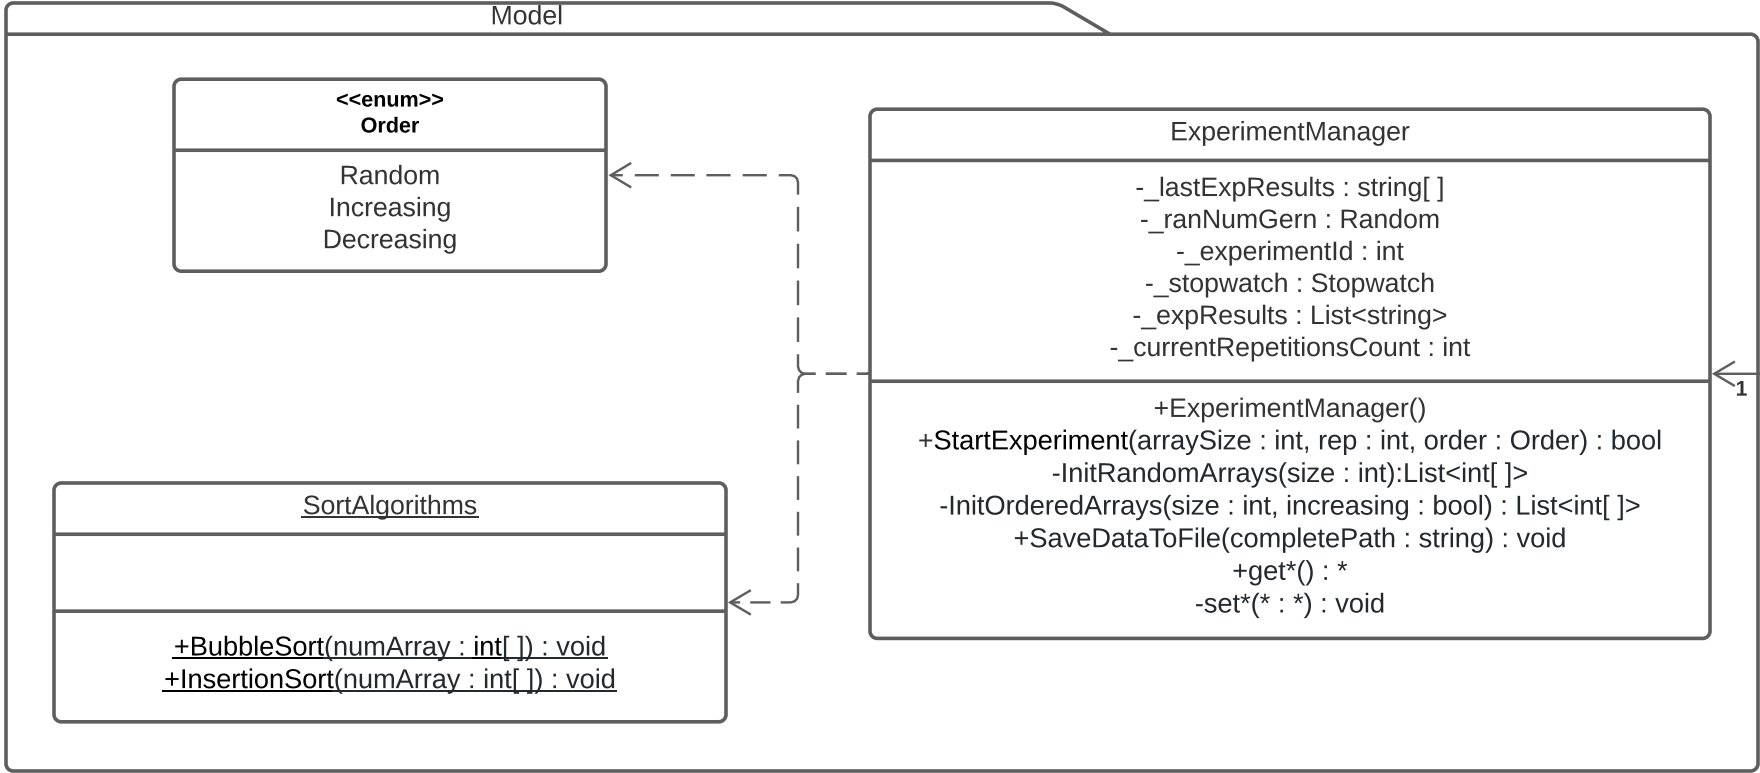 Model
<<enum>>
Order
Random
Increasing
Decreasing
ExperimentManager
-_lastExpResults : string[ ]
-_ranNumGern : Random
-_experimentId : int
-_stopwatch : Stopwatch
-_expResults : List<string>
-_currentRepetitionsCount : int
+ExperimentManager()
+StartExperiment(arraySize : int, rep : int, order : Order) : bool
-InitRandomArrays(size : int):List<int[ ]>
-InitOrderedArrays(size : int, increasing : bool) : List<int[ ]>
+SaveDataToFile(completePath : string) : void
+get*() : *
-set*(* : *) : void
1
SortAlgorithms
+BubbleSort(numArray : int[ ]) : void
+InsertionSort(numArray : int[ ]) : void